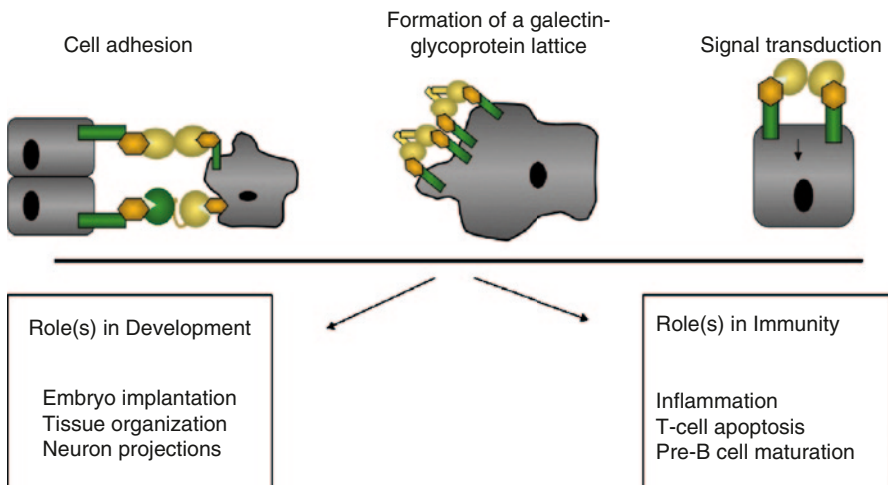 Cell adhesion
Formation of a galectin-
glycoprotein lattice
Signal transduction
Role(s) in Development
Embryo implantation
Tissue organization
Neuron projections
Role(s) in Immunity
Inflammation
T-cell apoptosis
Pre-B cell maturation